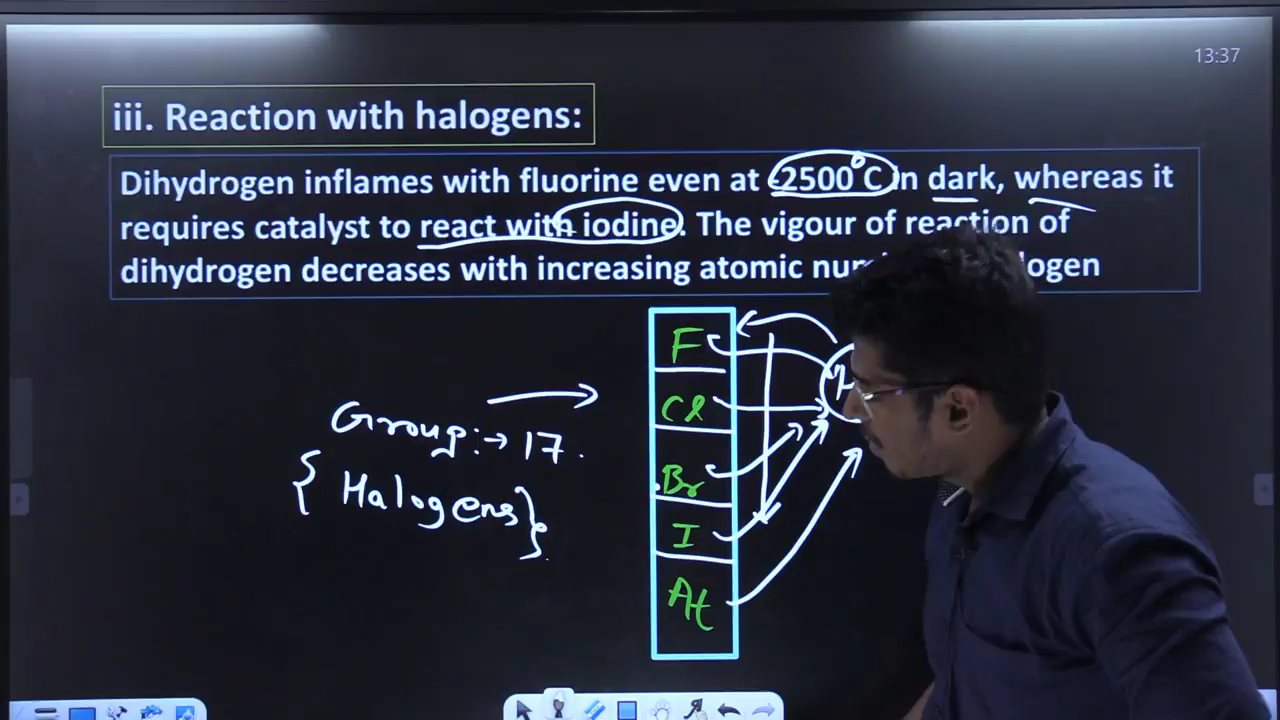 13:37
iii. Reaction with halogens:
Dihydrogen inflames with fluorine even at -2500°C in dark, whereas it
requires catalyst to react with iodine. The vigour of reaction of
dihydrogen decreases with increasing atomic
F
Cl
Group:→ 17.
Br
{ Halogens}
I
At